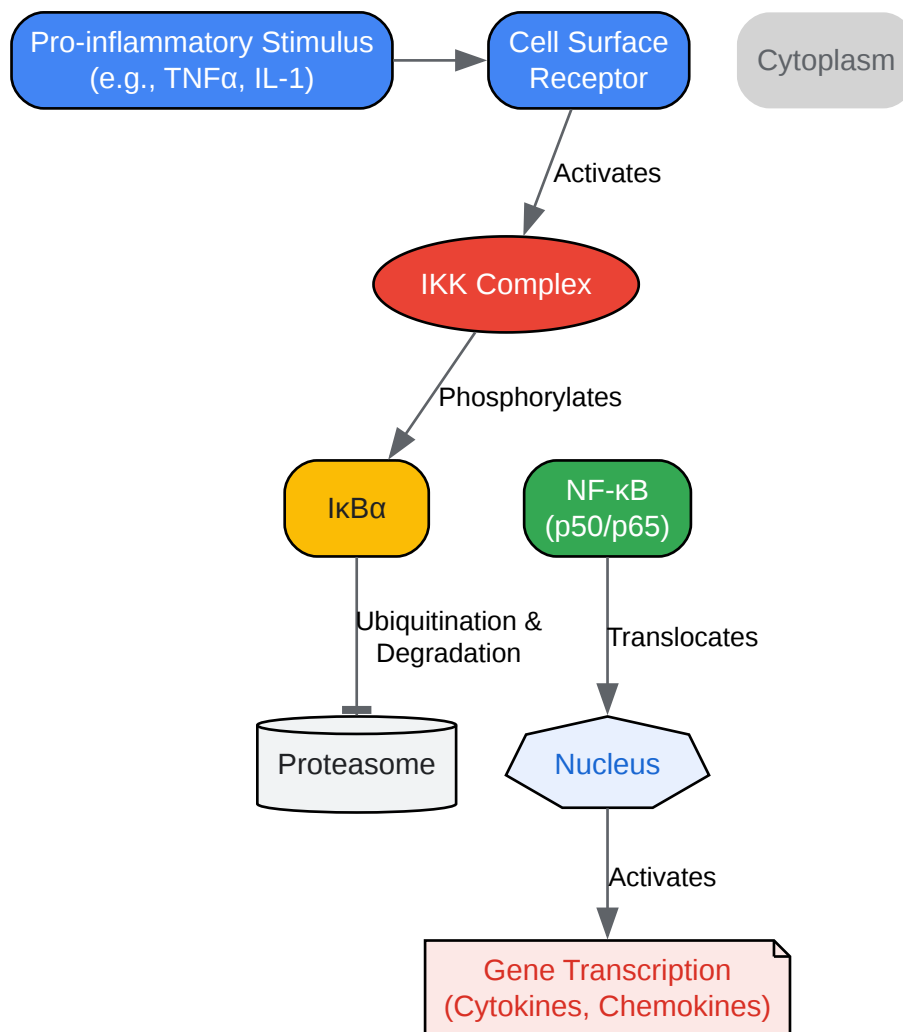 Pro-inflammatory Stimulus
(e.g., TNFα, IL-1)
Cell Surface
Receptor
Cytoplasm
Activates
IKK Complex
Phosphorylates
IκBα
NF-κB
(p50/p65)
Ubiquitination &
Degradation
Translocates
Proteasome
Nucleus
Activates
Gene Transcription
(Cytokines, Chemokines)